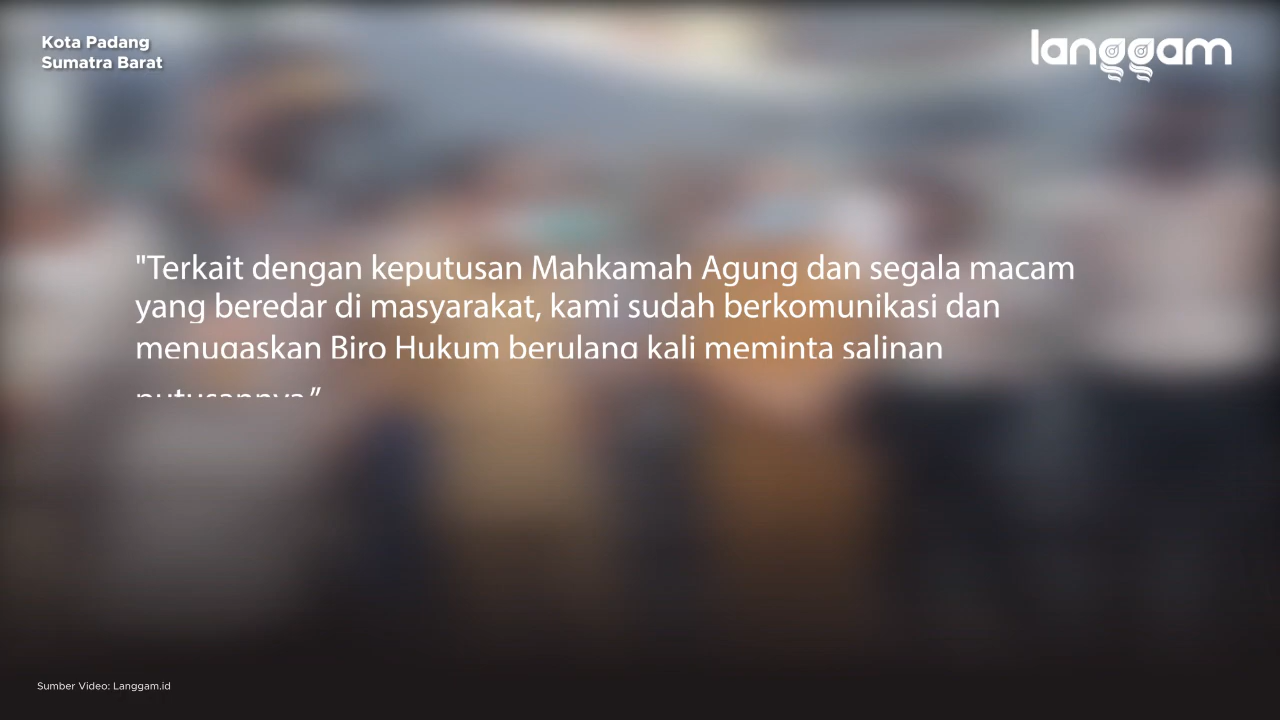 Kota Padang
Sumatra Barat
langgam
"Terkait dengan keputusan Mahkamah Agung dan segala macam
yang beredar di masyarakat, kami sudah berkomunikasi dan
menugaskan Biro Hukum berulang kali meminta salinan
putusannya”
Sumber Video: Langgam.id